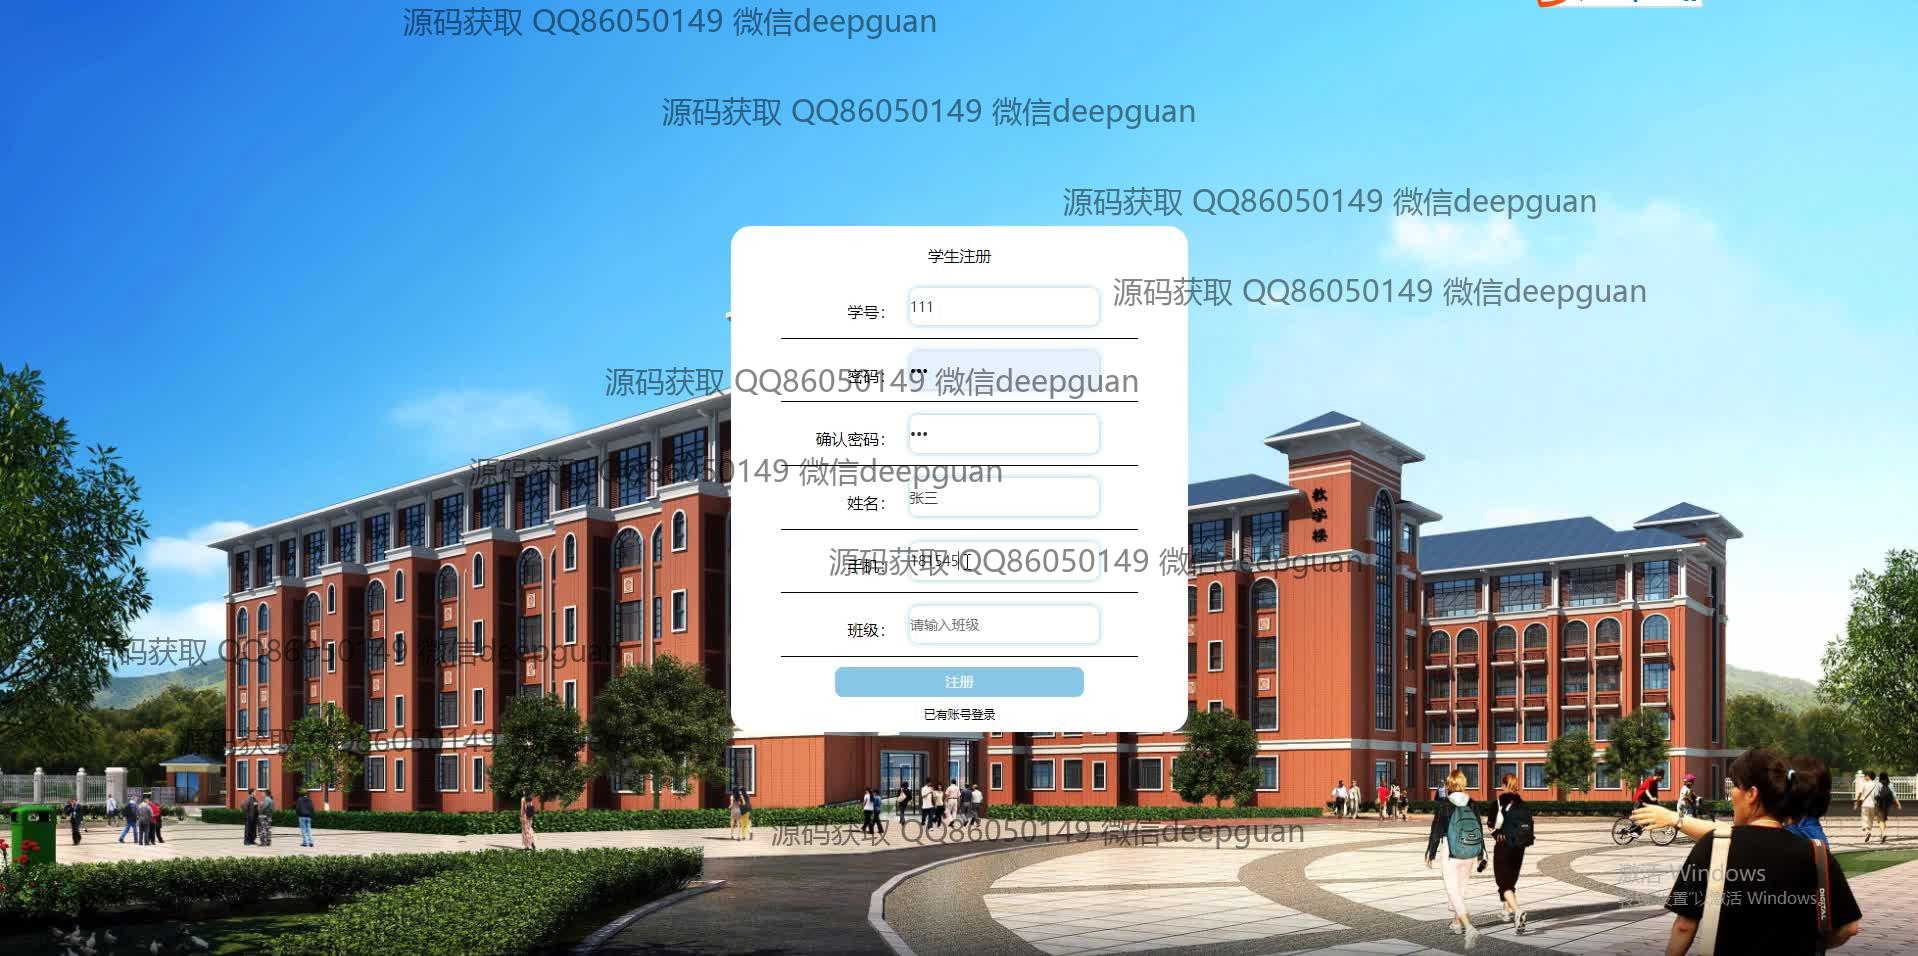 源码获取 QQ86050149 微信deepguan
源码获取 QQ86050149 微信deepguan
源码获取 QQ86050149 微信deepguan
学生注册
源码获取 QQ86050149 微信deepguan
学号：
111
源码获取 QQ86050149 微信deepguan
密码：
•••
确认密码：
•••
源码获取 QQ86050149 微信deepguan
姓名：
张三
教学楼
源码获取 QQ86050149 微信deepguan
手机：
班级：
请输入班级
源码获取 QQ86050149 微信deepguan
注册
已有账号登录
源码获取 QQ86050149
源码获取 QQ86050149 微信deepguan
激活 Windows
转到"设置"以激活 Windows。
DIGITAL